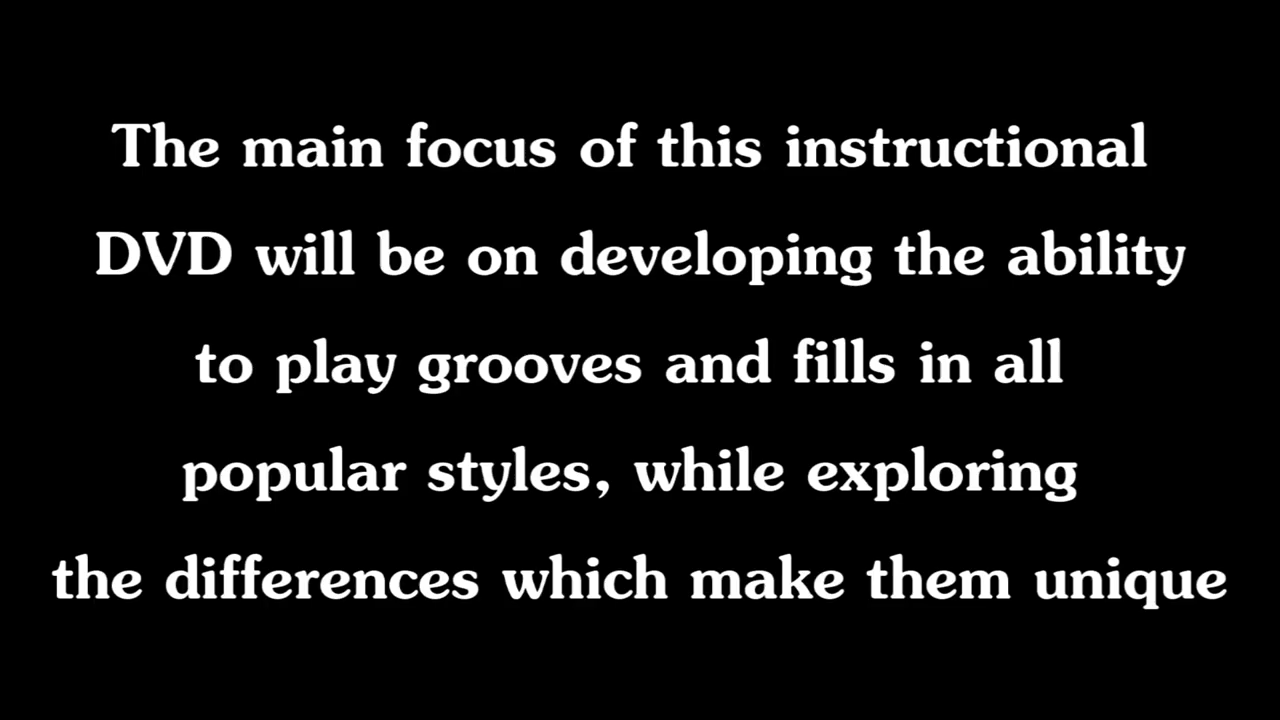 The main focus of this instructional
DVD will be on developing the ability
to play grooves and fills in all
popular styles, while exploring
the differences which make them unique